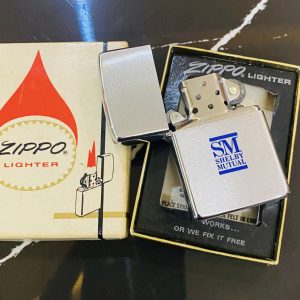 ZIPPO
LIGHTER
ZIPPO LIGHTER
SM
SHELBY
MUTUAL
WORKS...
OR WE FIX IT FREE